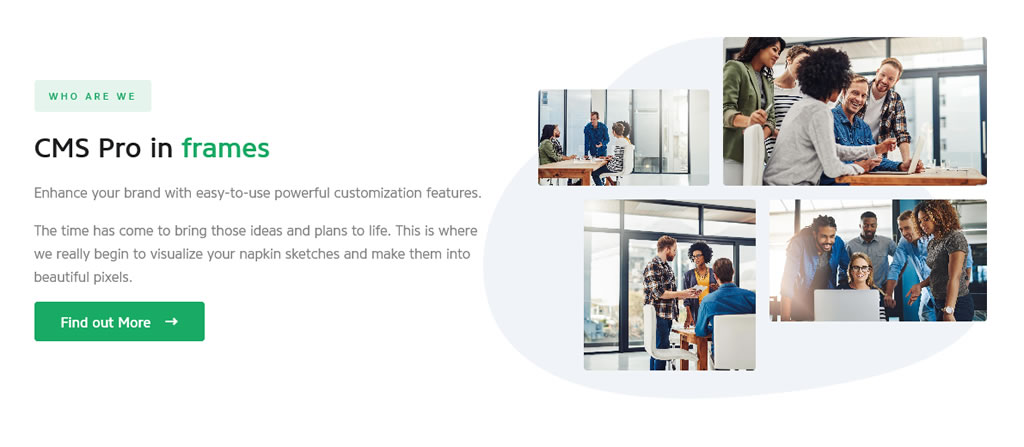 WHO ARE WE
CMS Pro in frames
Enhance your brand with easy-to-use powerful customization features.
The time has come to bring those ideas and plans to life. This is where
we really begin to visualize your napkin sketches and make them into
beautiful pixels.
Find out More →